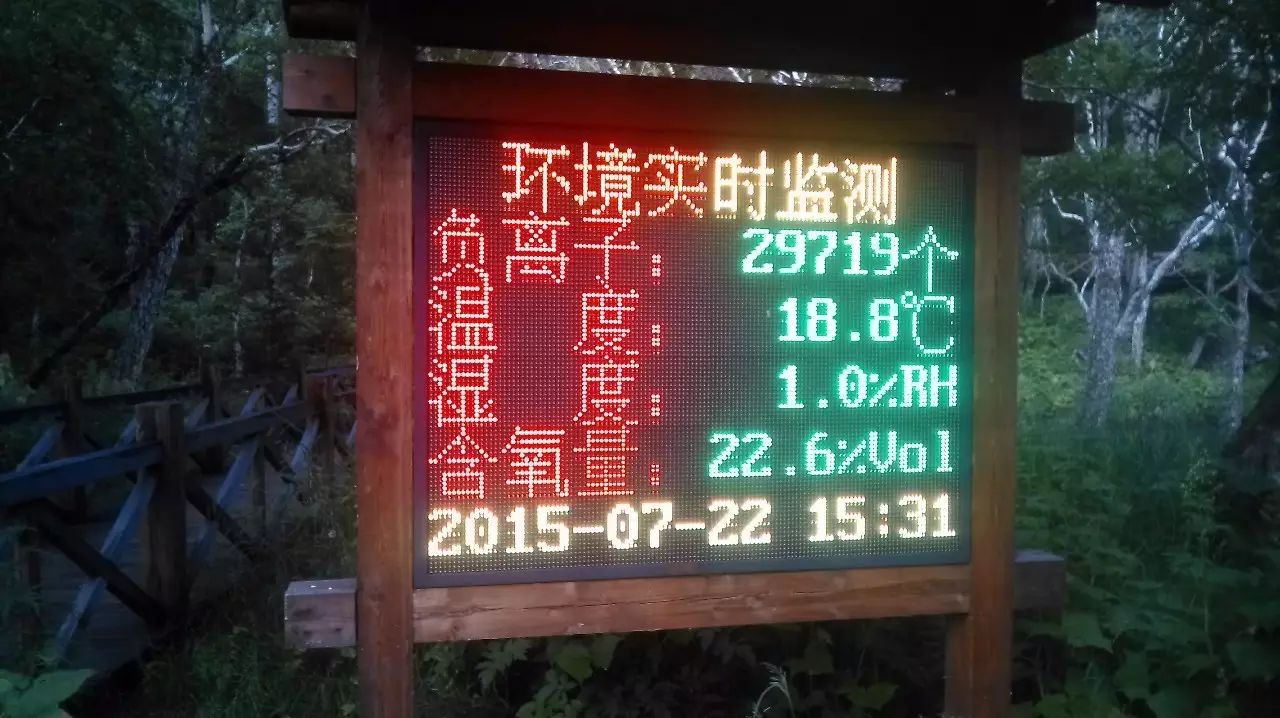 环境实时监测
负离子: 29719个
温度: 18.8℃
湿度: 1.0%RH
含氧量: 22.6%Vol
2015-07-22 15:31